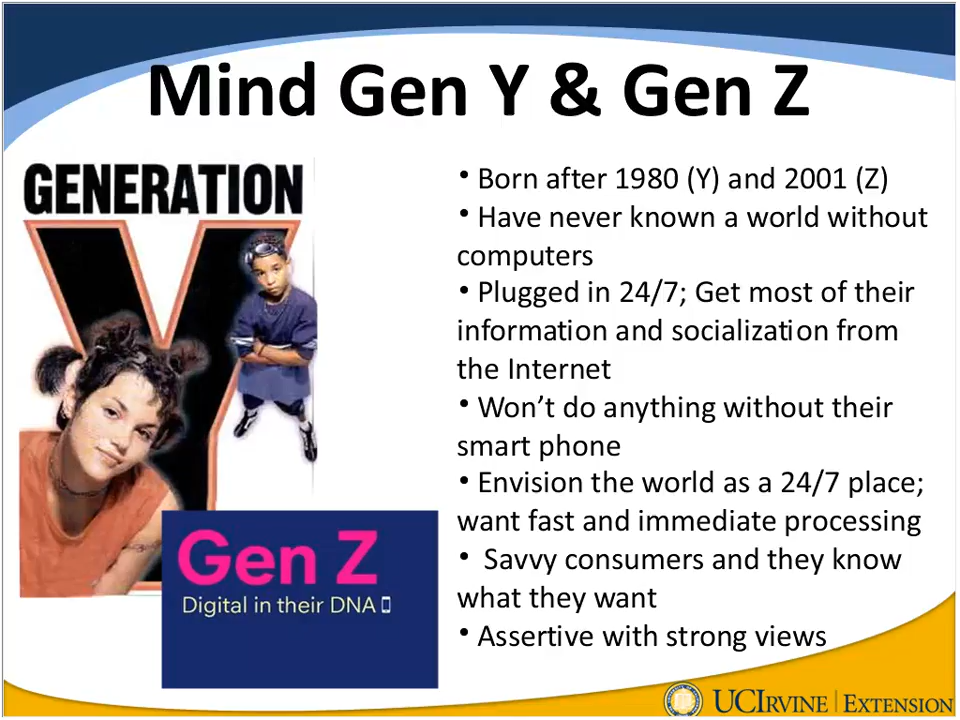 Mind Gen Y & Gen Z
GENERATION
Y
Gen Z
Digital in their DNA
• Born after 1980 (Y) and 2001 (Z)
• Have never known a world without
computers
• Plugged in 24/7; Get most of their
information and socialization from
the Internet
• Won’t do anything without their
smart phone
• Envision the world as a 24/7 place;
want fast and immediate processing
• Savvy consumers and they know
what they want
• Assertive with strong views
UCIRVINE | EXTENSION